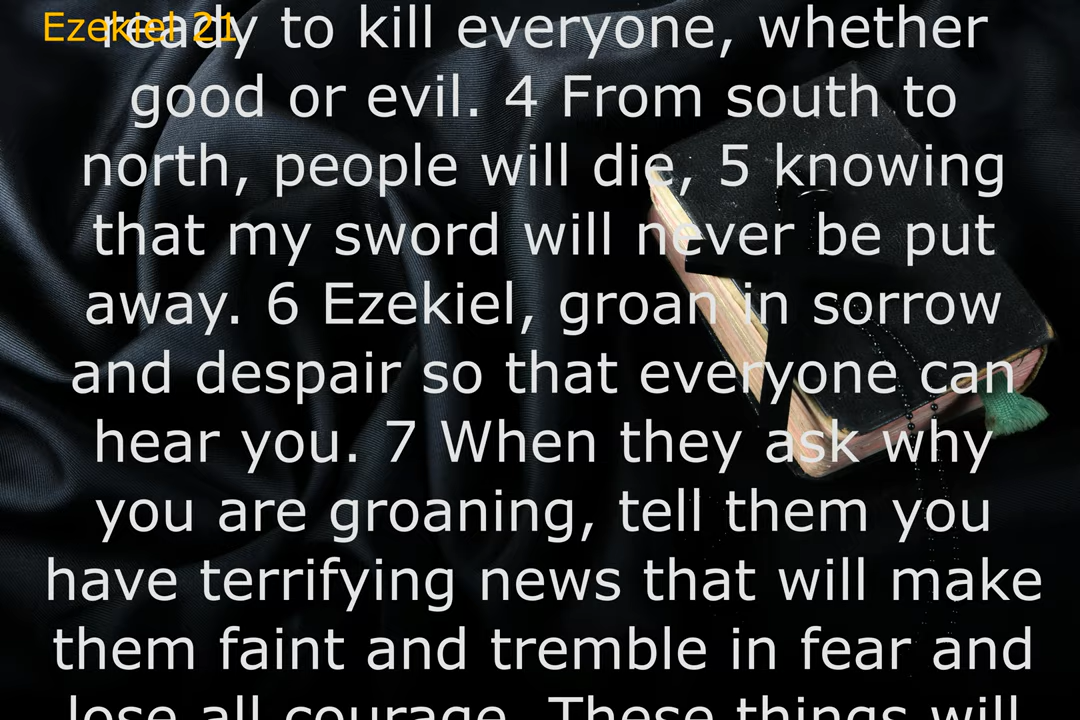 Ezekiel 21
ready to kill everyone, whether
good or evil. 4 From south to
north, people will die, 5 knowing
that my sword will never be put
away. 6 Ezekiel, groan in sorrow
and despair so that everyone can
hear you. 7 When they ask why
you are groaning, tell them you
have terrifying news that will make
them faint and tremble in fear and
lose all courage. These things will